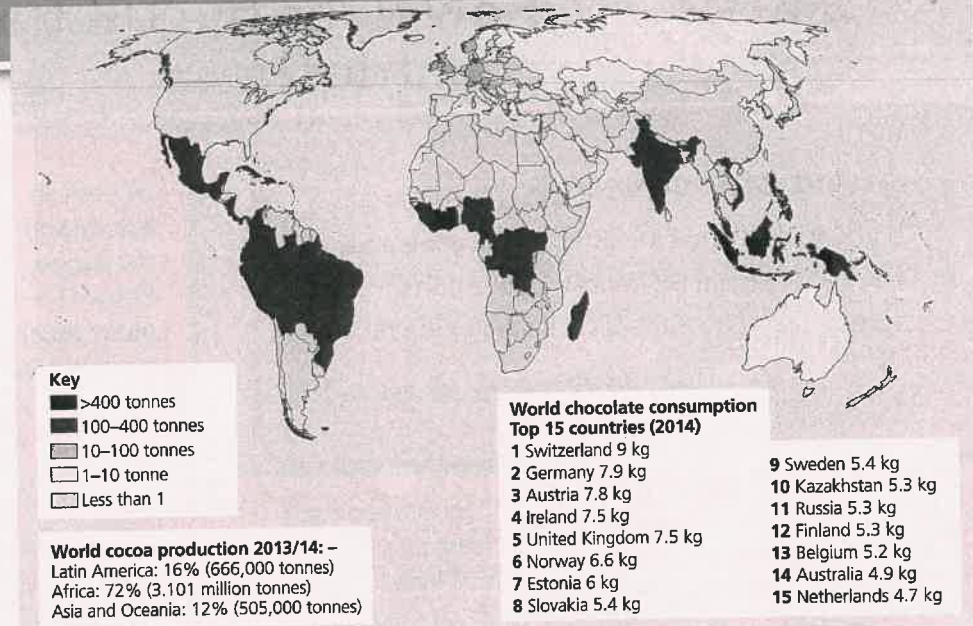 Key
>400 tonnes
100–400 tonnes
10–100 tonnes
1–10 tonne
Less than 1
World cocoa production 2013/14: –
Latin America: 16% (666,000 tonnes)
Africa: 72% (3.101 million tonnes)
Asia and Oceania: 12% (505,000 tonnes)
World chocolate consumption
Top 15 countries (2014)
1 Switzerland 9 kg
2 Germany 7.9 kg
3 Austria 7.8 kg
4 Ireland 7.5 kg
5 United Kingdom 7.5 kg
6 Norway 6.6 kg
7 Estonia 6 kg
8 Slovakia 5.4 kg
9 Sweden 5.4 kg
10 Kazakhstan 5.3 kg
11 Russia 5.3 kg
12 Finland 5.3 kg
13 Belgium 5.2 kg
14 Australia 4.9 kg
15 Netherlands 4.7 kg